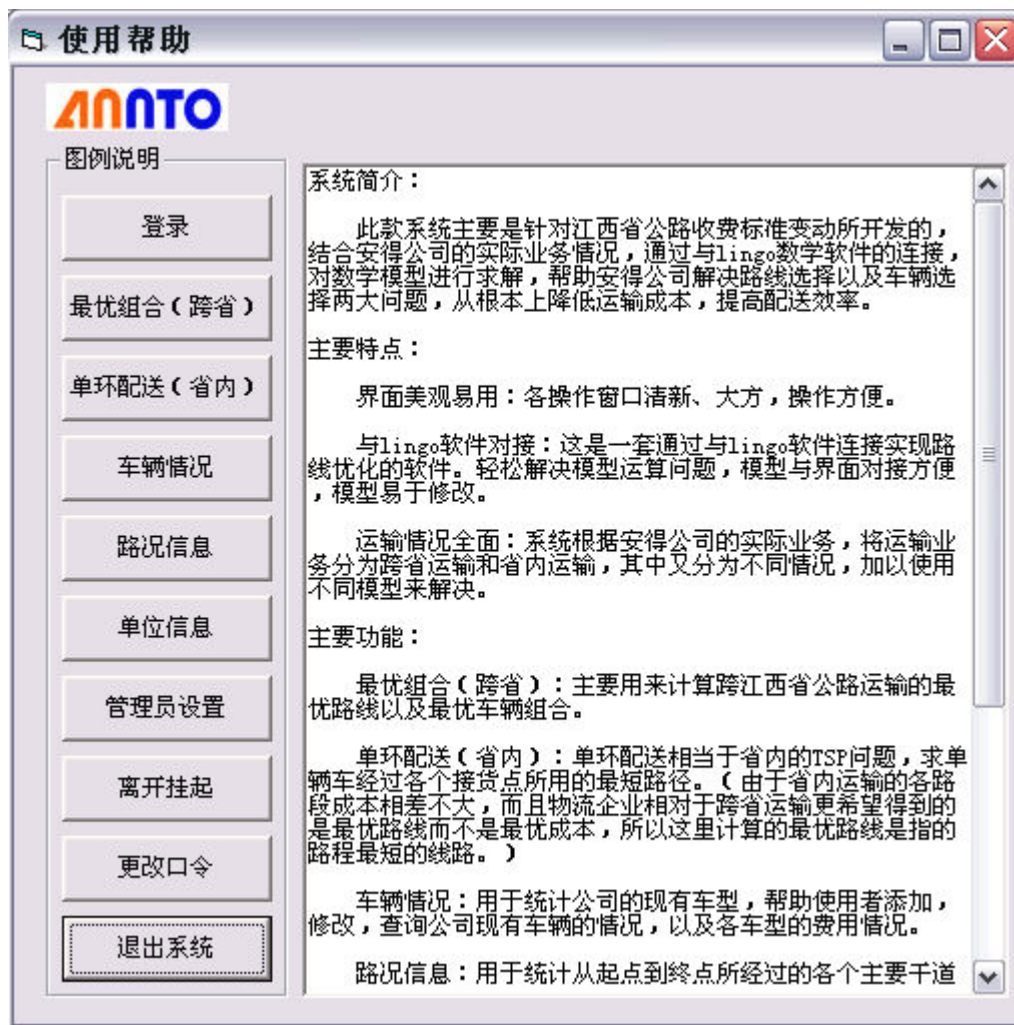 使用帮助
ANNTO
图例说明
登录
最优组合(跨省)
单环配送(省内)
车辆情况
路况信息
单位信息
管理员设置
离开挂起
更改口令
退出系统
系统简介:
此款系统主要是针对江西省公路收费标准变动所开发的,
结合安得公司的实际业务情况,通过与lingo数学软件的连接,
对数学模型进行求解,帮助安得公司解决路线选择以及车辆选
择两大问题,从根本上降低运输成本,提高配送效率。
主要特点:
界面美观易用:各操作窗口清新、大方,操作方便。
与lingo软件对接:这是一套通过与lingo软件连接实现路
线优化的软件。轻松解决模型运算问题,模型与界面对接方便
,模型易于修改。
运输情况全面:系统根据安得公司的实际业务,将运输业
务分为跨省运输和省内运输,其中又分为不同情况,加以使用
不同模型来解决。
主要功能:
最优组合(跨省):主要用来计算跨江西省公路运输的最
优路线以及最优车辆组合。
单环配送(省内):单环配送相当于省内的TSP问题,求单
辆车经过各个接货点所用的最短路径。(由于省内运输的各路
段成本相差不大,而且物流企业相对于跨省运输更希望得到的
是最优路线而不是最优成本,所以这里计算的最优路线是指的
路程最短的线路。)
车辆情况:用于统计公司的现有车型,帮助使用者添加,
修改,查询公司现有车辆的情况,以及各车型的费用情况。
路况信息:用于统计从起点到终点所经过的各个主要干道